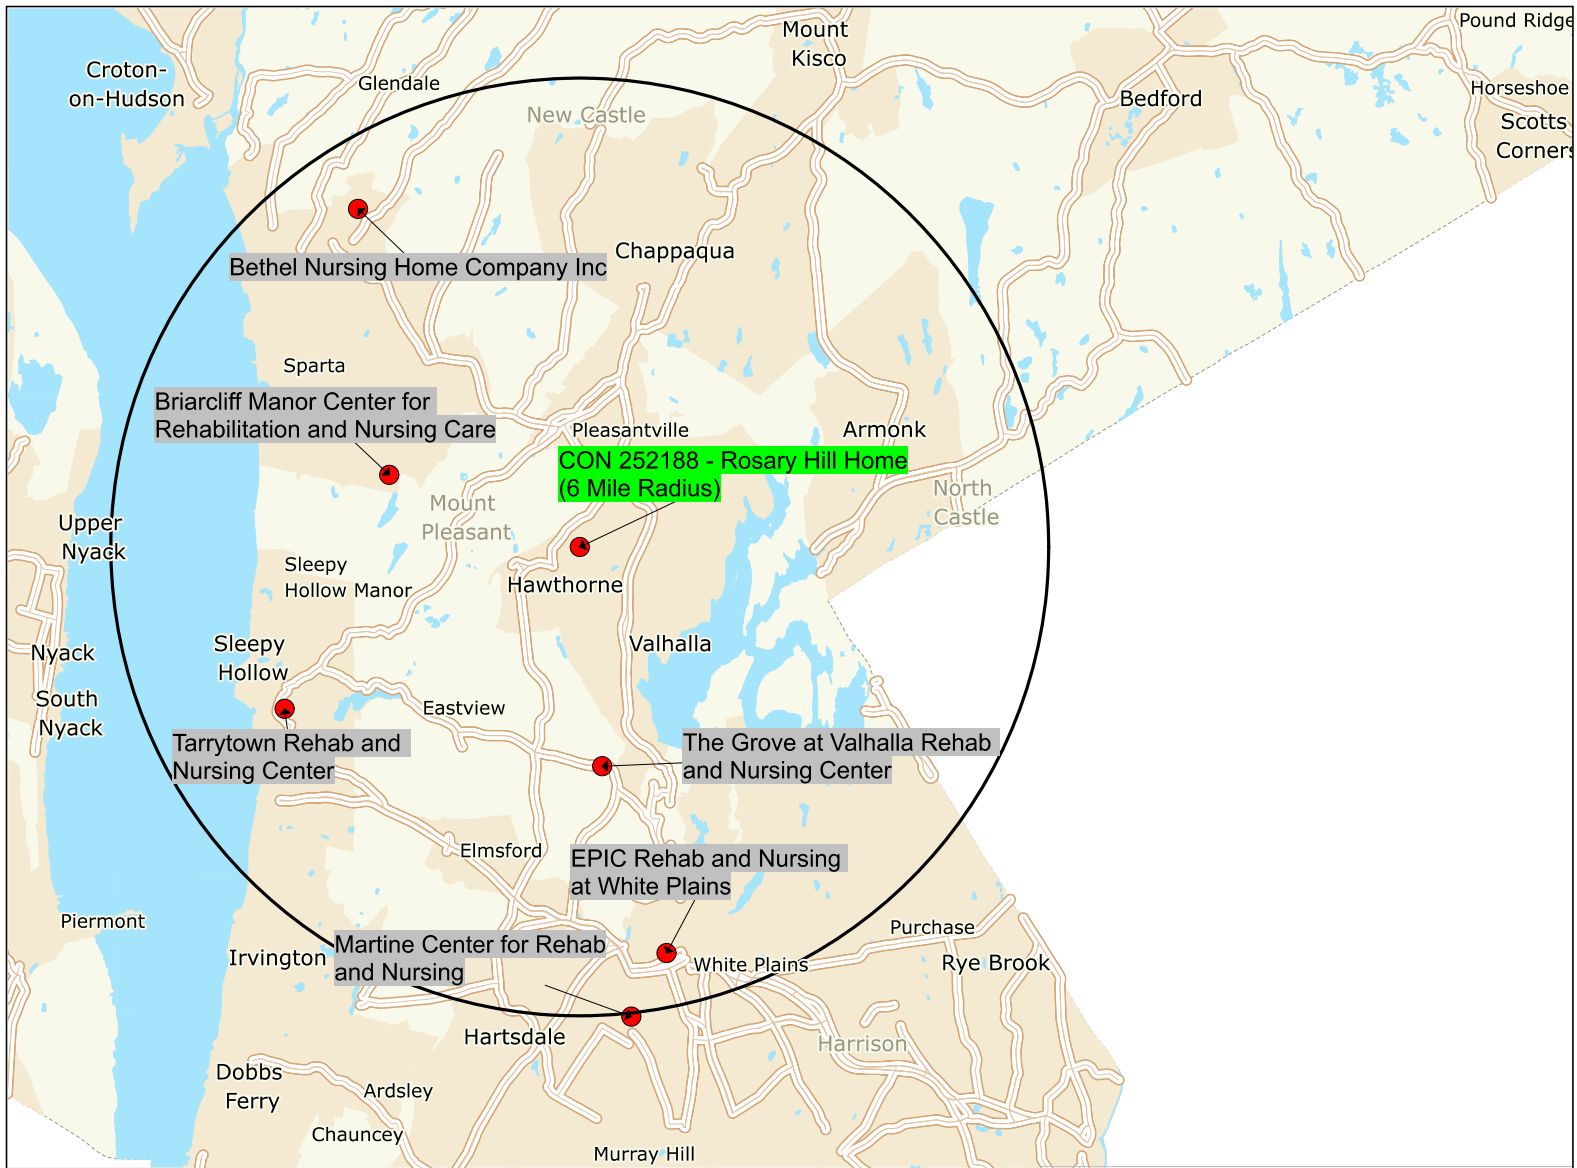 Pound Ridge
Mount
Kisco
Croton-
on-Hudson
Glendale
Horseshoe
Bedford
New Castle
Scotts
Corners
Chappaqua
Bethel Nursing Home Company Inc
Sparta
Briarcliff Manor Center for
Rehabilitation and Nursing Care
Pleasantville
Armonk
CON 252188 - Rosary Hill Home
(6 Mile Radius)
Mount
Pleasant
North
Castle
Upper
Nyack
Sleepy
Hollow Manor
Hawthorne
Sleepy
Hollow
Valhalla
Nyack
South
Nyack
Eastview
Tarrytown Rehab and
Nursing Center
The Grove at Valhalla Rehab
and Nursing Center
Elmsford
EPIC Rehab and Nursing
at White Plains
Piermont
Purchase
Irvington
Martine Center for Rehab
and Nursing
White Plains
Rye Brook
Hartsdale
Harrison
Dobbs
Ferry
Ardsley
Chauncey
Murray Hill